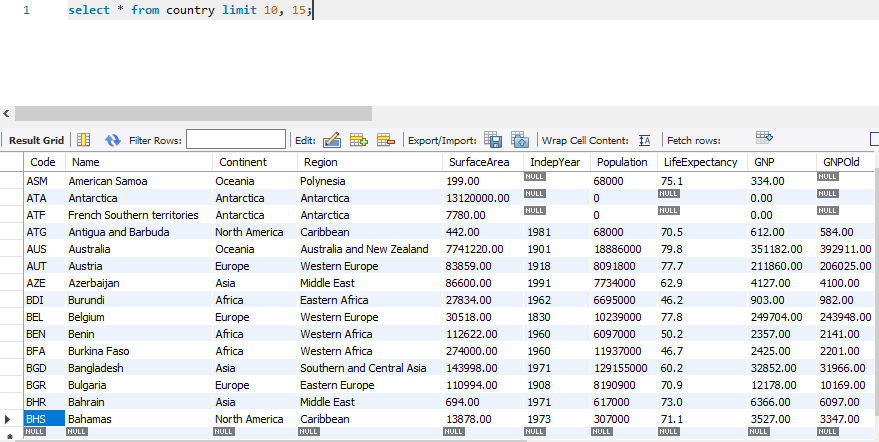 1 select * from country limit 10, 15;
Result Grid Filter Rows: Edit: Export/Import: Wrap Cell Content: IA Fetch rows:
Code Name Continent Region SurfaceArea IndepYear Population LifeExpectancy GNP GNPOld
ASM American Samoa Oceania Polynesia 199.00 NULL 68000 75.1 334.00 NULL
ATA Antarctica Antarctica Antarctica 13120000.00 NULL 0 NULL 0.00 NULL
ATF French Southern territories Antarctica Antarctica 7780.00 NULL 0 NULL 0.00 NULL
ATG Antigua and Barbuda North America Caribbean 442.00 1981 68000 70.5 612.00 584.00
AUS Australia Oceania Australia and New Zealand 7741220.00 1901 18886000 79.8 351182.00 392911.00
AUT Austria Europe Western Europe 83859.00 1918 8091800 77.7 211860.00 206025.00
AZE Azerbaijan Asia Middle East 86600.00 1991 7734000 62.9 4127.00 4100.00
BDI Burundi Africa Eastern Africa 27834.00 1962 6695000 46.2 903.00 982.00
BEL Belgium Europe Western Europe 30518.00 1830 10239000 77.8 249704.00 243948.00
BEN Benin Africa Western Africa 112622.00 1960 6097000 50.2 2357.00 2141.00
BFA Burkina Faso Africa Western Africa 274000.00 1960 11937000 46.7 2425.00 2201.00
BGD Bangladesh Asia Southern and Central Asia 143998.00 1971 129155000 60.2 32852.00 31966.00
BGR Bulgaria Europe Eastern Europe 110994.00 1908 8190900 70.9 12178.00 10169.00
BHR Bahrain Asia Middle East 694.00 1971 617000 73.0 6366.00 6097.00
BHS Bahamas North America Caribbean 13878.00 1973 307000 71.1 3527.00 3347.00
NULL NULL NULL NULL NULL NULL NULL NULL NULL NULL